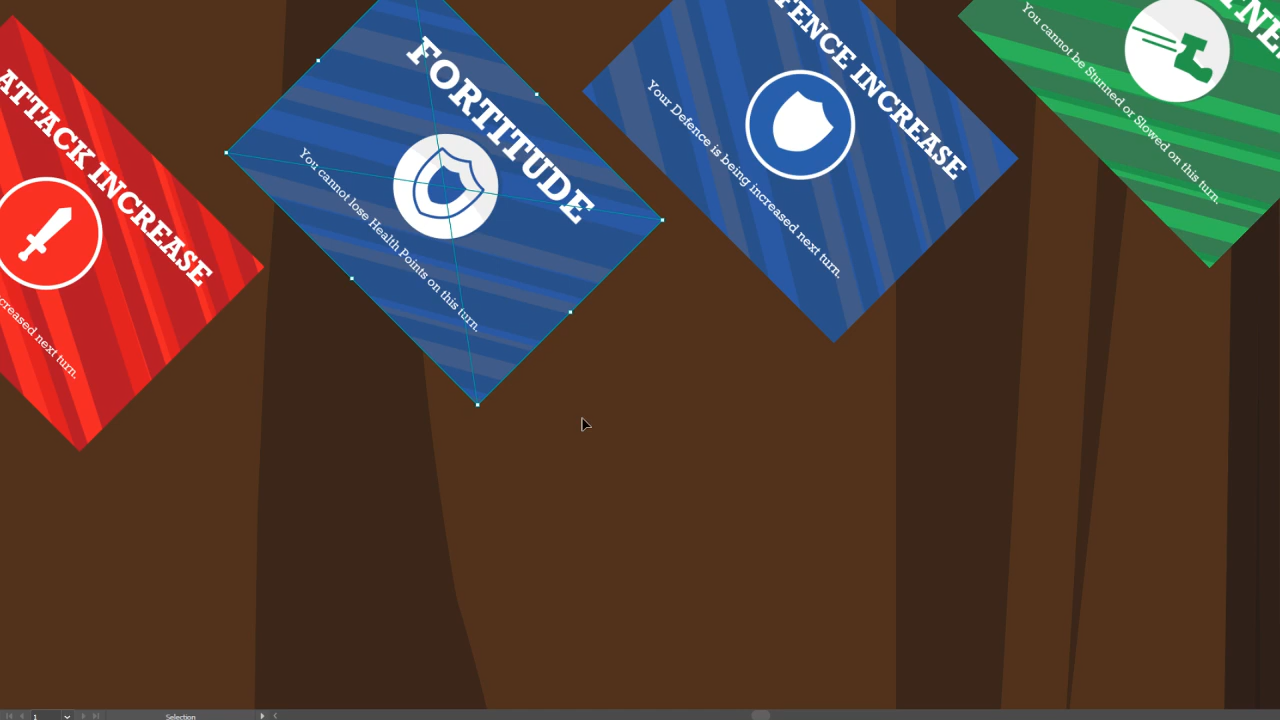 ATTACK INCREASE
creased next turn.
FORTITUDE
You cannot lose Health Points on this turn.
FENCE INCREASE
Your Defence is being increased next turn.
You cannot be Stunned or Slowed on this turn.
1
Selection